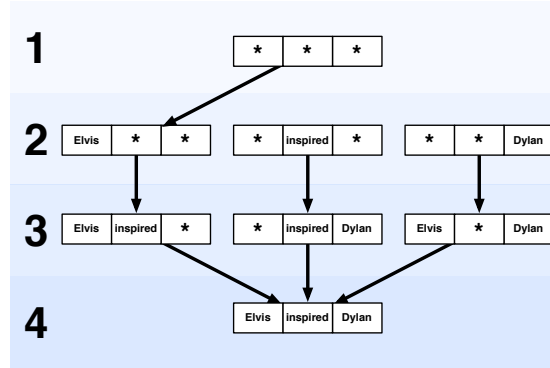 1 * * *
2 Elvis * * * inspired * * * Dylan
3 Elvis inspired * * inspired Dylan Elvis * Dylan
4 Elvis inspired Dylan